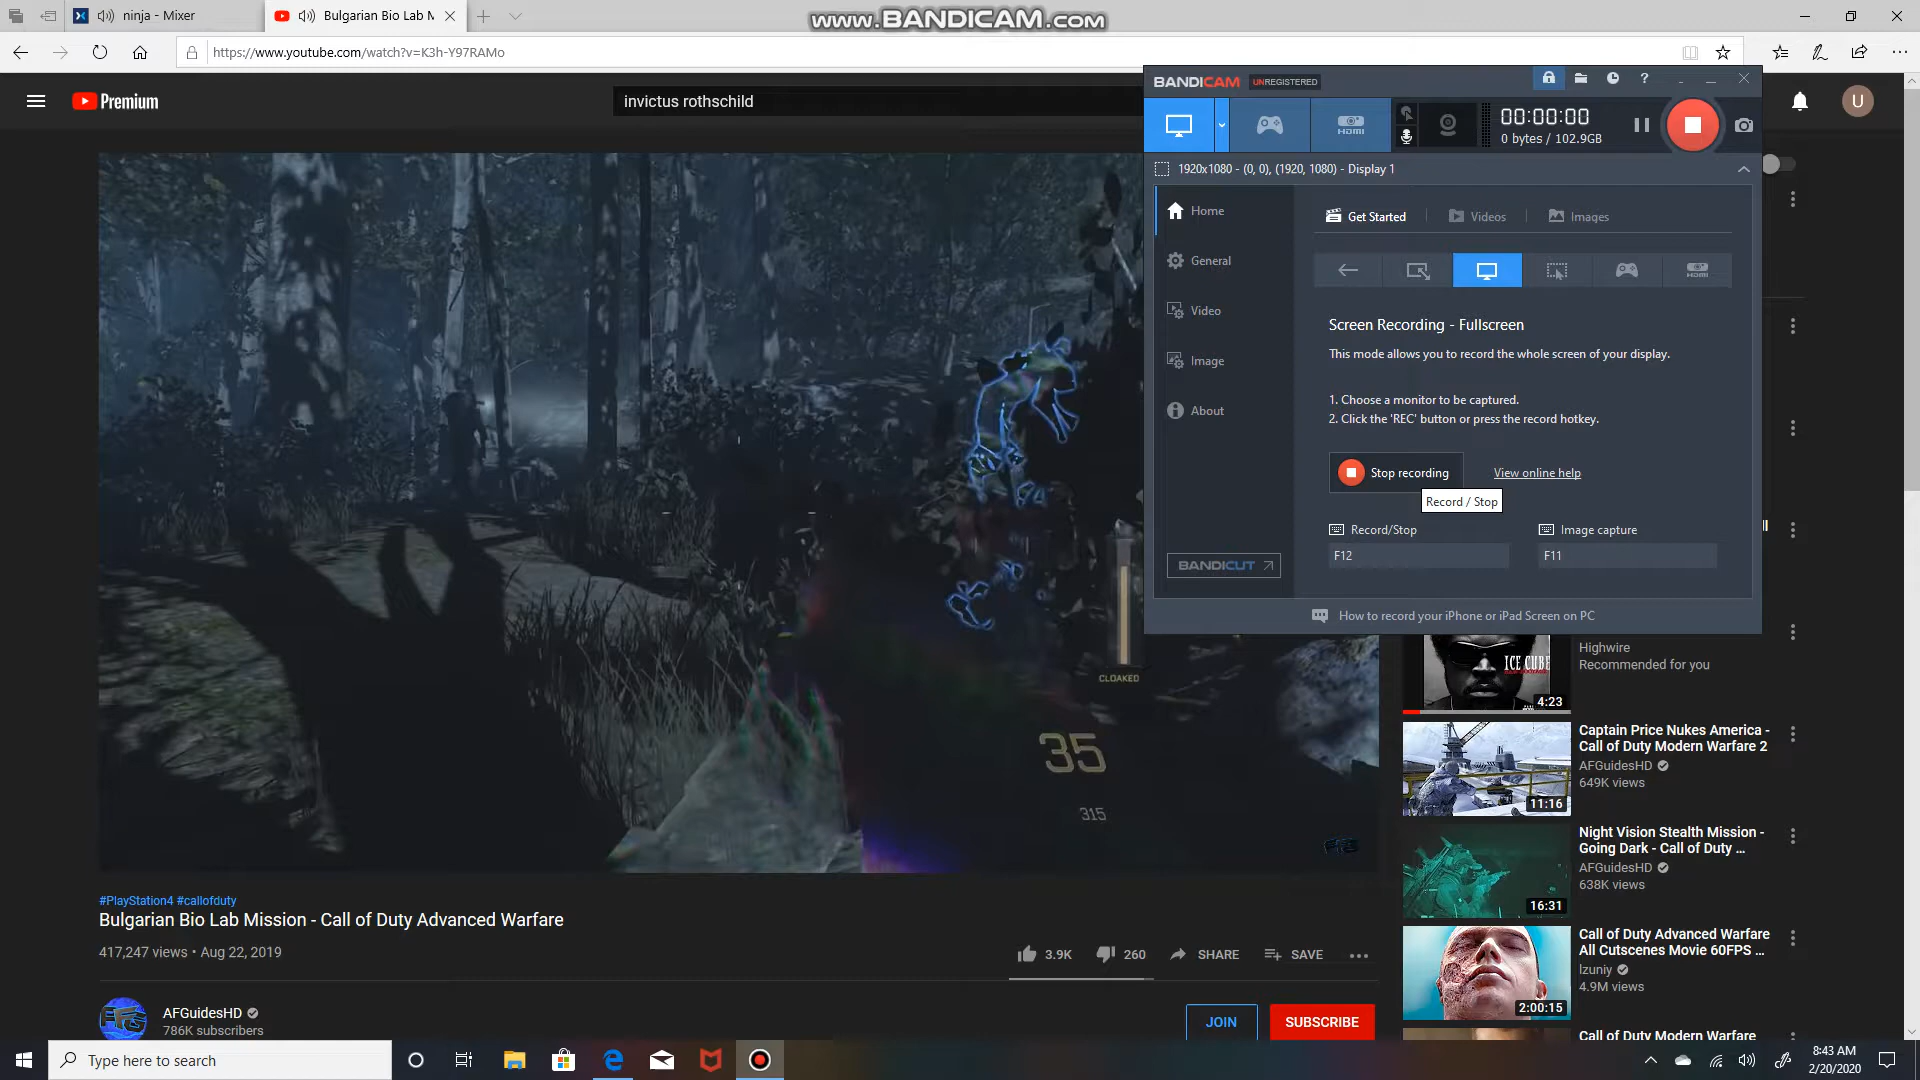 ninja - Mixer
Bulgarian Bio Lab M
www.BANDICAM.com
https://www.youtube.com/watch?v=K3h-Y97RAMo
Premium
invictus rothschild
U
BANDICAM UNREGISTERED
?
HDMI
00:00:00
0 bytes / 102.9GB
1920x1080 - (0, 0), (1920, 1080) - Display 1
Home
General
Video
Image
About
BANDICUT
Get Started
Videos
Images
HDMI
Screen Recording - Fullscreen
This mode allows you to record the whole screen of your display.
1. Choose a monitor to be captured.
2. Click the 'REC' button or press the record hotkey.
Stop recording
View online help
Record / Stop
Record/Stop
Image capture
F12
F11
How to record your iPhone or iPad Screen on PC
CLOAKED
35
315
#PlayStation4 #callofduty
Bulgarian Bio Lab Mission - Call of Duty Advanced Warfare
417,247 views • Aug 22, 2019
3.9K
260
SHARE
SAVE
AFGuidesHD
786K subscribers
JOIN
SUBSCRIBE
ICE CUBE
4:23
Highwire
Recommended for you
11:16
Captain Price Nukes America -
Call of Duty Modern Warfare 2
AFGuidesHD
649K views
16:31
Night Vision Stealth Mission -
Going Dark - Call of Duty ...
AFGuidesHD
638K views
2:00:15
Call of Duty Advanced Warfare
All Cutscenes Movie 60FPS ...
Izuniy
4.9M views
Call of Duty Modern Warfare
Type here to search
8:43 AM
2/20/2020